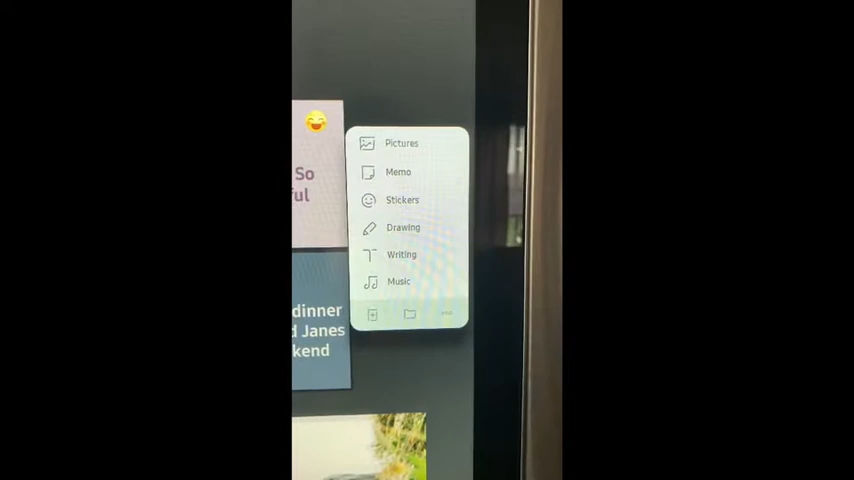 So
ful
Pictures
Memo
Stickers
Drawing
Writing
Music
dinner
d Janes
kend